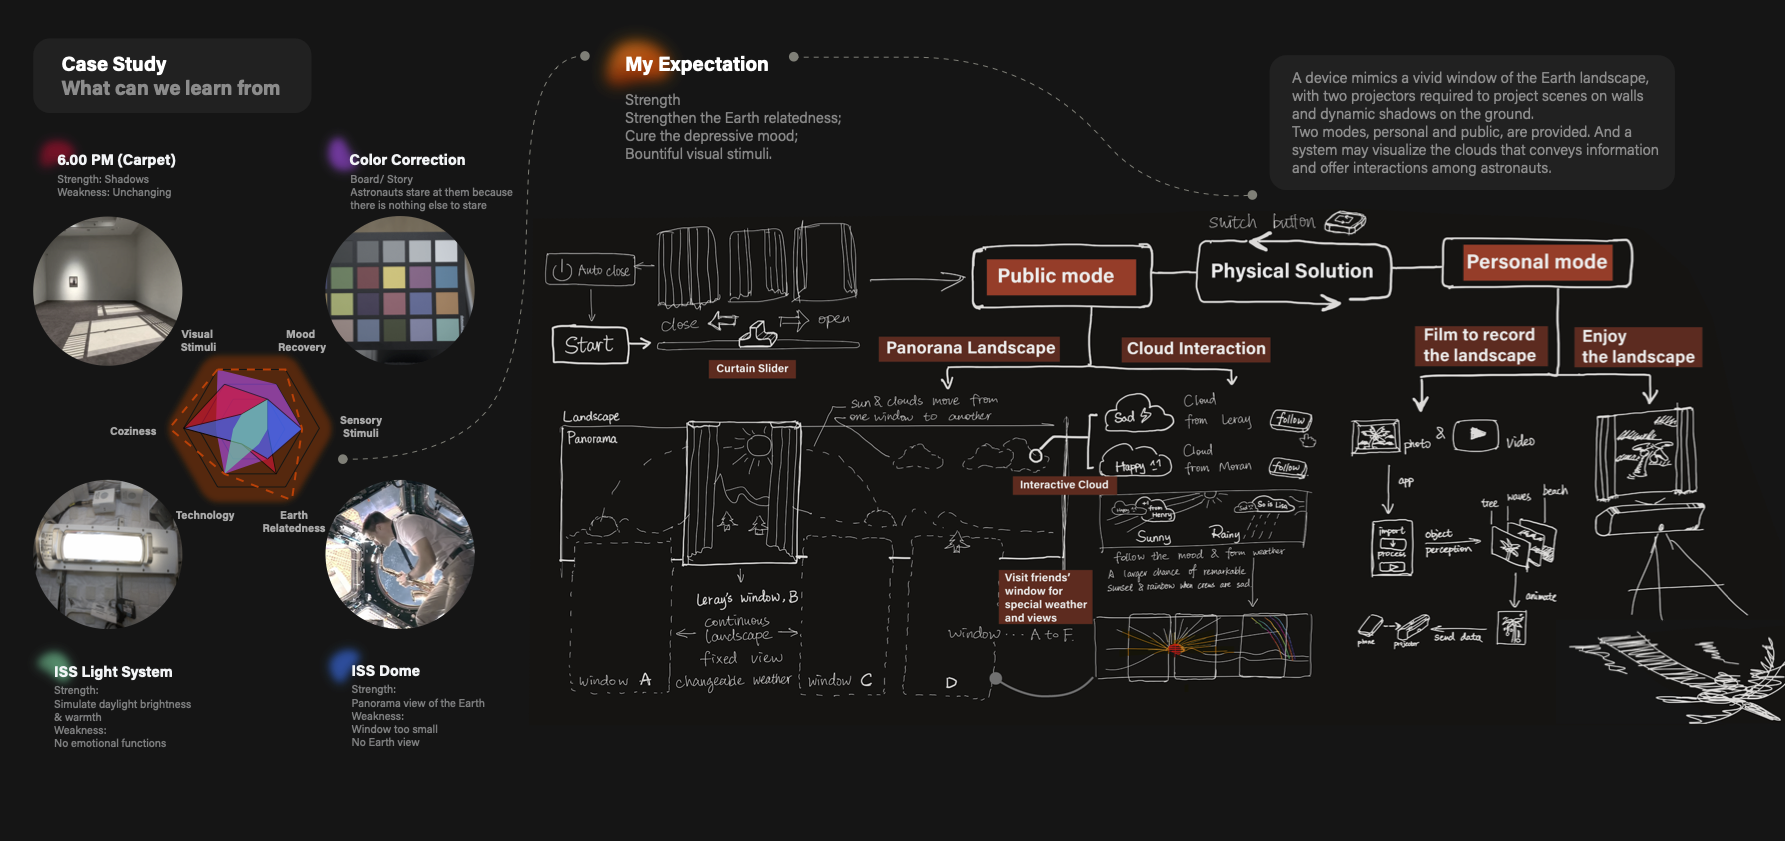 Case Study
What can we learn from
6.00 PM (Carpet)
Strength: Shadows
Weakness: Unchanging
Color Correction
Board/ Story
Astronauts stare at them because
there is nothing else to stare
Visual
Stimuli
Mood
Recovery
Coziness
Sensory
Stimuli
Technology
Earth
Relatedness
ISS Light System
Strength:
Simulate daylight brightness
& warmth
Weakness:
No emotional functions
ISS Dome
Strength:
Panorama view of the Earth
Weakness:
Window too small
No Earth view
My Expectation
Strength
Strengthen the Earth relatedness;
Cure the depressive mood;
Bountiful visual stimuli.
A device mimics a vivid window of the Earth landscape,
with two projectors required to project scenes on walls
and dynamic shadows on the ground.
Two modes, personal and public, are provided. And a
system may visualize the clouds that conveys information
and offer interactions among astronauts.
Auto close
Start
close
open
Curtain Slider
switch button
Public mode
Physical Solution
Personal mode
Panorana Landscape
Cloud Interaction
Film to record
the landscape
Enjoy
the landscape
Landscape
Panorama
sun & clouds move from
one window to another
Sad
Cloud
from Leray
follow
Happy
Cloud
from Moran
follow
Interactive Cloud
Happy
from Henry
Sad
So is Lisa
Sunny
Rainy
follow the mood & form weather
A larger chance of remarkable
Sunset & rainbow when crews are sad
Visit friends'
window for
special weather
and views
window ... A to F
Leray's window, B
continuous
landscape
fixed view
changeable weather
window A
window C
D
photo & video
app
import
process
object
perception
tree
waves
beach
animate
phone
projector
send data